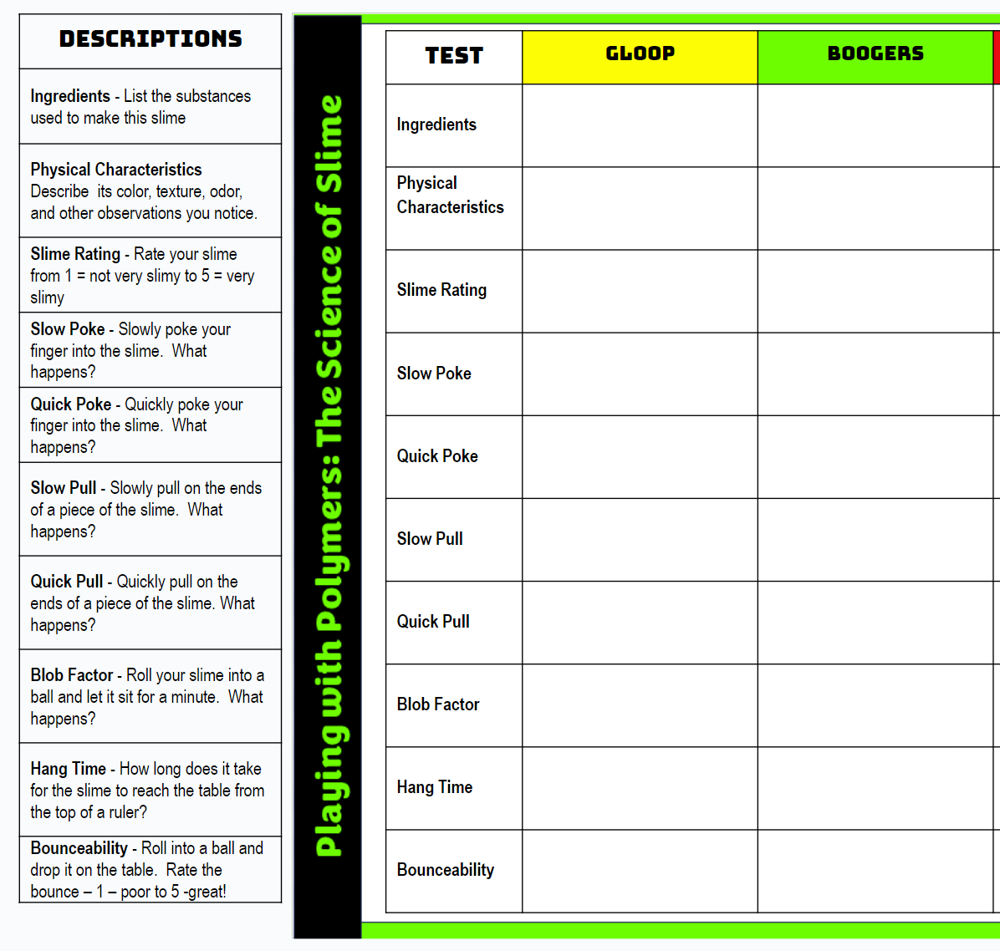 DESCRIPTIONS
Ingredients - List the substances
used to make this slime
Physical Characteristics
Describe  its color, texture, odor,
and other observations you notice.
Slime Rating - Rate your slime
from 1 = not very slimy to 5 = very
slimy
Slow Poke - Slowly poke your
finger into the slime.  What
happens?
Quick Poke - Quickly poke your
finger into the slime.  What
happens?
Slow Pull - Slowly pull on the ends
of a piece of the slime.  What
happens?
Quick Pull - Quickly pull on the
ends of a piece of the slime. What
happens?
Blob Factor - Roll your slime into a
ball and let it sit for a minute.  What
happens?
Hang Time - How long does it take
for the slime to reach the table from
the top of a ruler?
Bounceability - Roll into a ball and
drop it on the table.  Rate the
bounce – 1 – poor to 5 -great!
Playing with Polymers: The Science of Slime
TEST
GLOOP
BOOGERS
Ingredients
Physical
Characteristics
Slime Rating
Slow Poke
Quick Poke
Slow Pull
Quick Pull
Blob Factor
Hang Time
Bounceability